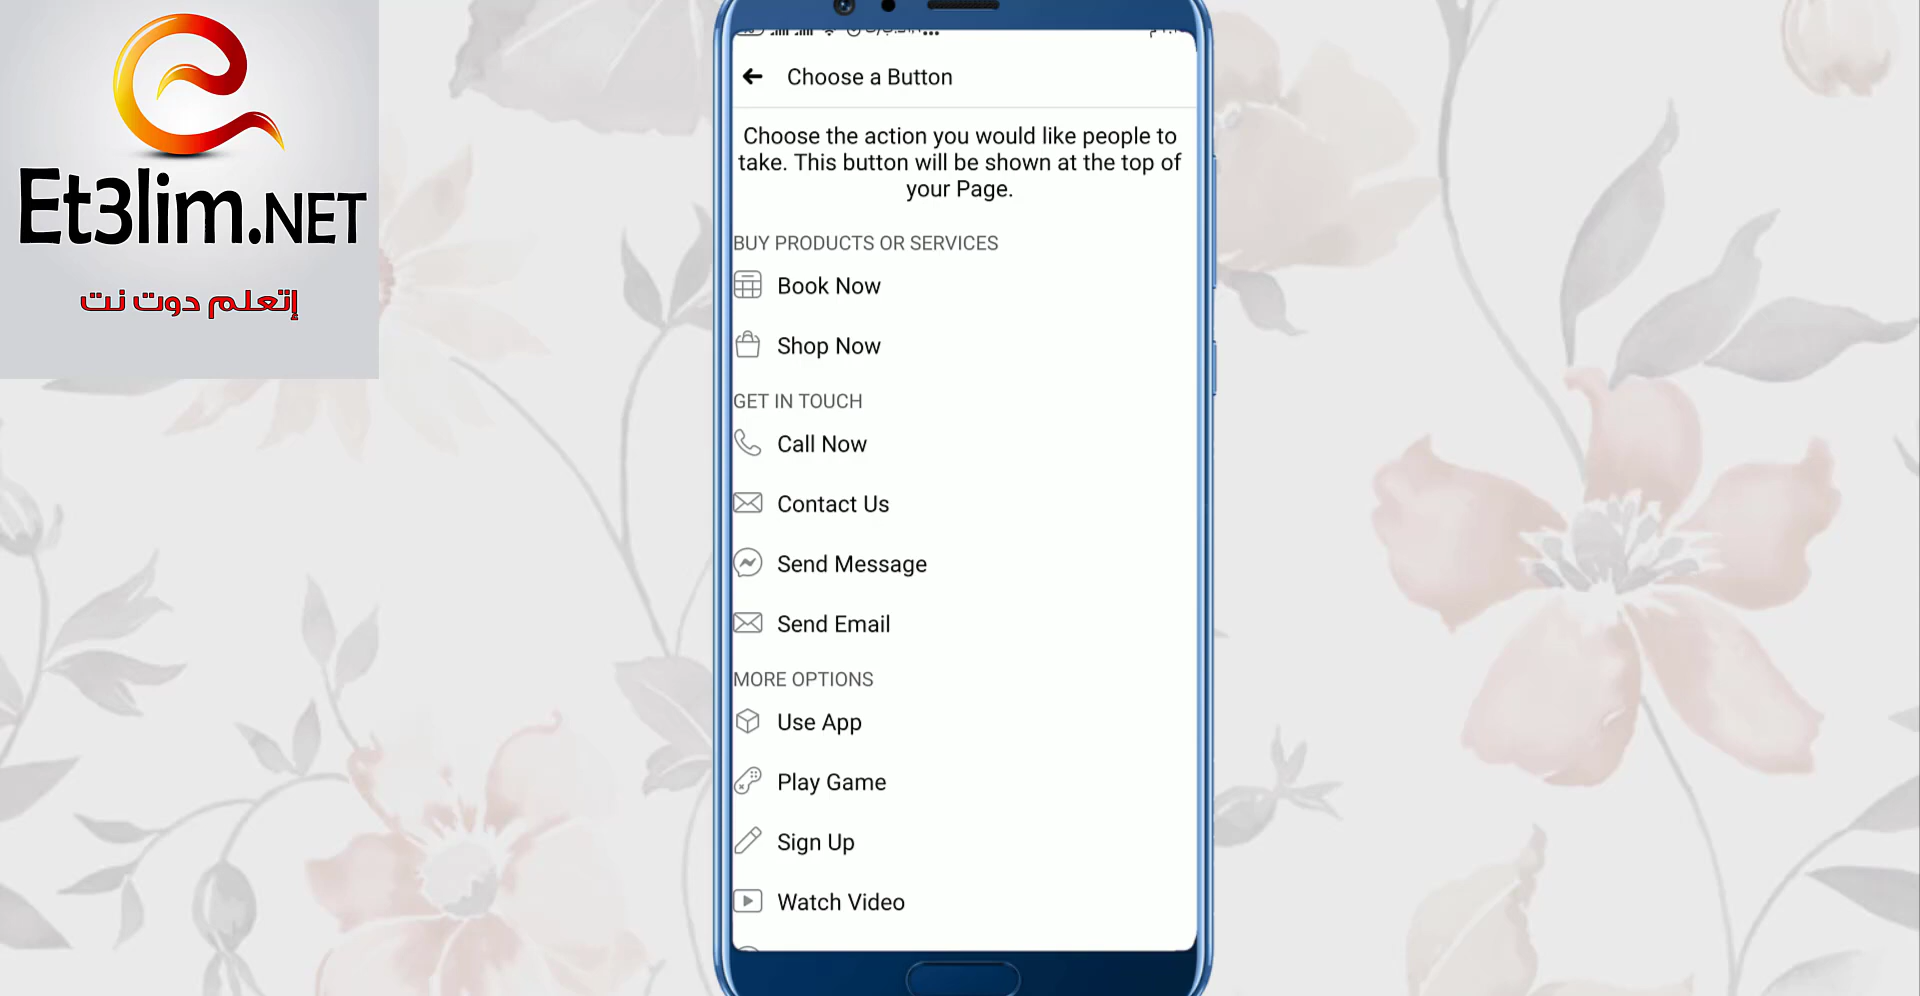 Et3lim.NET
إتعلم دوت نت
Choose a Button
Choose the action you would like people to
take. This button will be shown at the top of
your Page.
BUY PRODUCTS OR SERVICES
Book Now
Shop Now
GET IN TOUCH
Call Now
Contact Us
Send Message
Send Email
MORE OPTIONS
Use App
Play Game
Sign Up
Watch Video